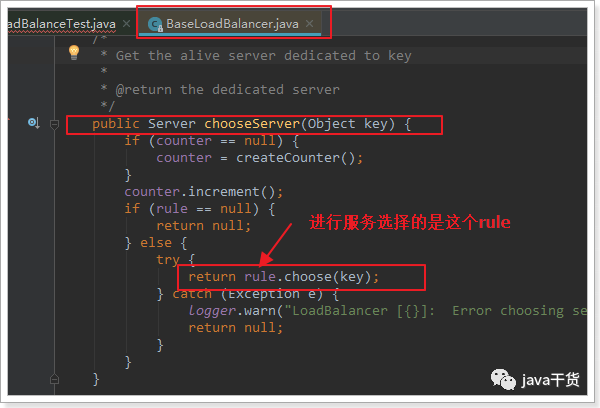 adBalanceTest.java × BaseLoadBalancer.java ×
/*
* Get the alive server dedicated to key
*
* @return the dedicated server
*/
public Server chooseServer(Object key) {
if (counter == null) {
counter = createCounter();
}
counter.increment();
if (rule == null) {
return null;
} else {
进行服务选择的是这个rule
try {
return rule.choose(key);
} catch (Exception e) {
logger.warn("LoadBalancer [{}]:  Error choosing se
return null;
}
}
}
java干货